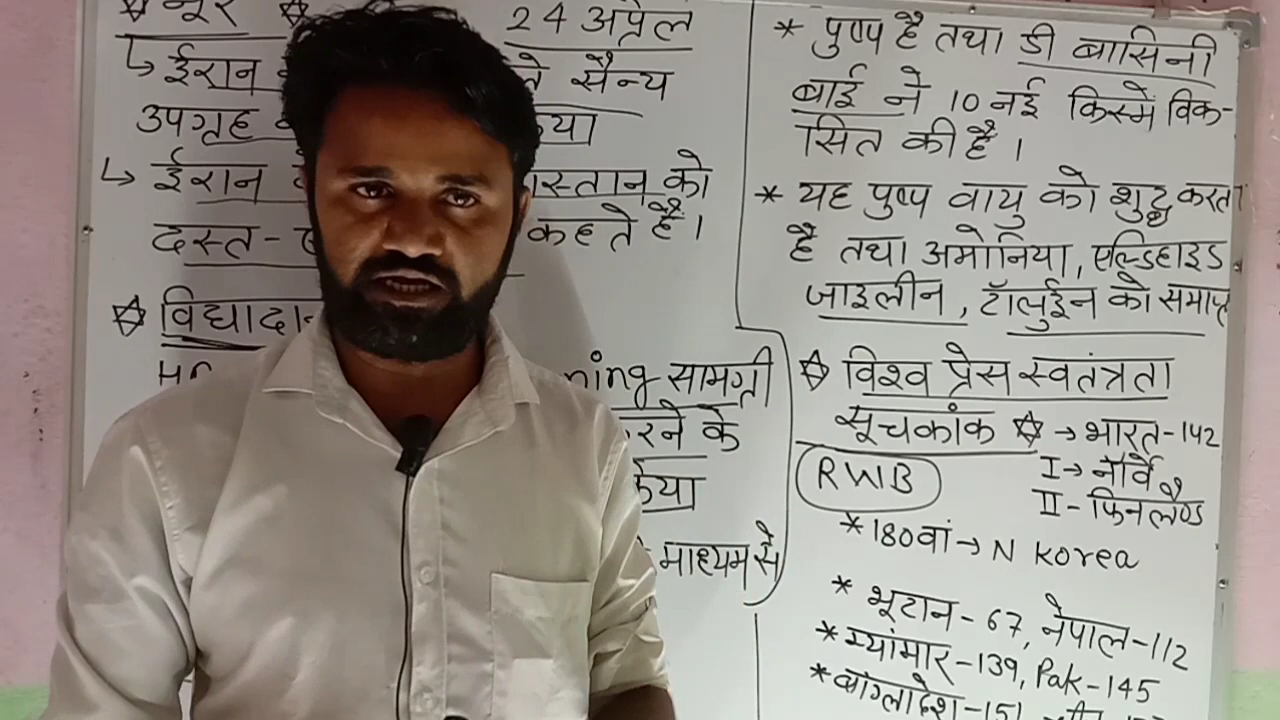 ☆ नूर ☆ 24 अप्रैल
↳ ईरान सैन्य
उपग्रह
↳ ईरान को
दस्त- कहते हैं।
☆ विद्यादान
ning सामग्री
रने के
माध्यम से
* पुष्प है तथा डी वासिनी
बाई ने 10 नई किस्में विक-
सित की है।
* यह पुष्प वायु को शुद्ध करता
है तथा अमोनिया, एल्डिहाइड
जाइलीन, टॉलुईन को समाप्त
☆ विश्व प्रेस स्वतंत्रता
सूचकांक ☆ → भारत-142
RWB I → नौर्वे
II - फिनलैण्ड
* 180वां → N Korea
* भूटान - 67, नेपाल-112
* म्यांमार -139, Pak-145
* बांग्लादेश -151